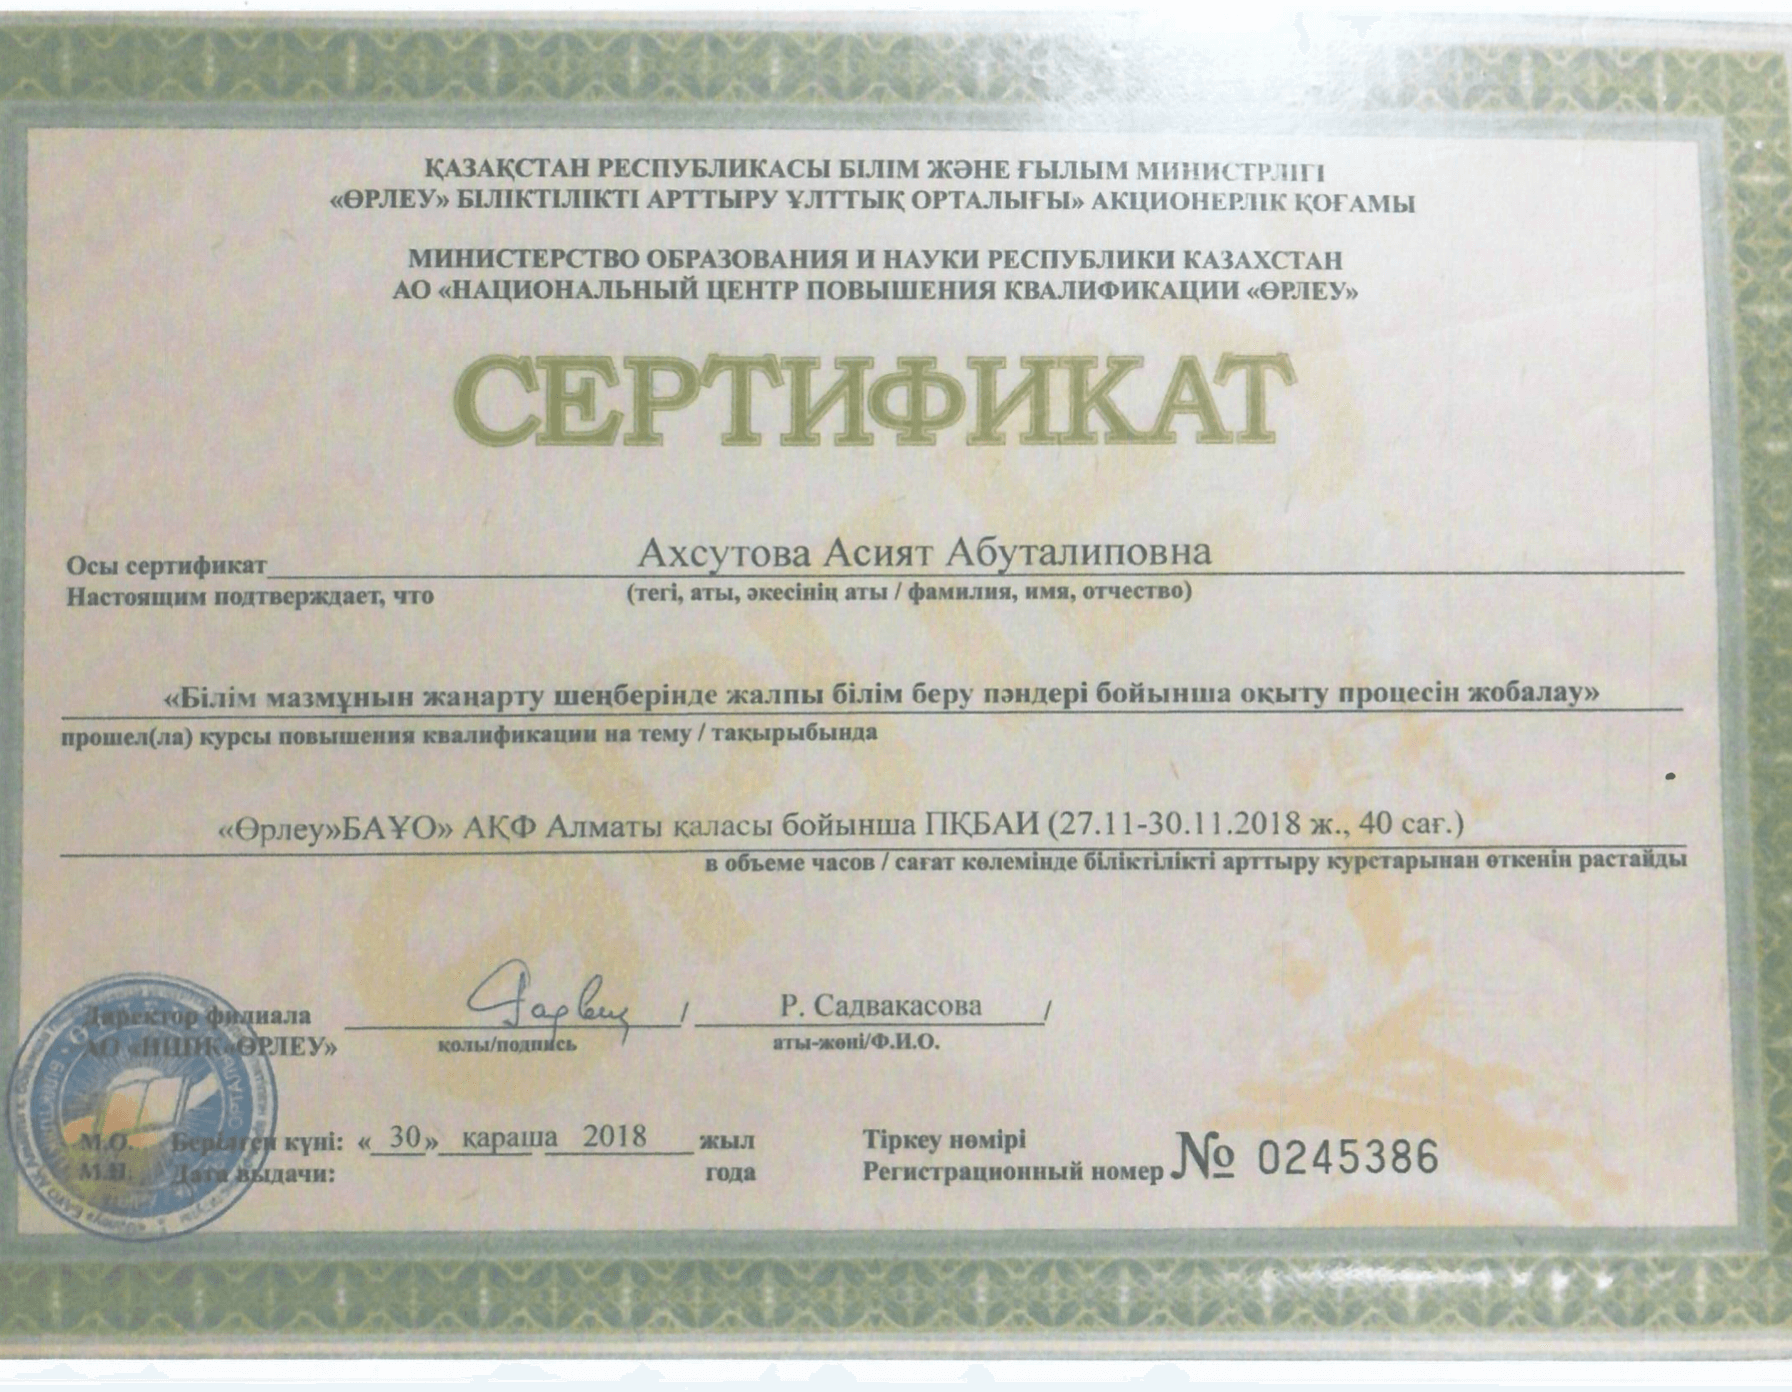 ҚАЗАҚСТАН РЕСПУБЛИКАСЫ БІЛІМ ЖӘНЕ ҒЫЛЫМ МИНИСТРЛІГІ
«ӨРЛЕУ» БІЛІКТІЛІКТІ АРТТЫРУ ҰЛТТЫҚ ОРТАЛЫҒЫ» АКЦИОНЕРЛІК ҚОҒАМЫ
МИНИСТЕРСТВО ОБРАЗОВАНИЯ И НАУКИ РЕСПУБЛИКИ КАЗАХСТАН
АО «НАЦИОНАЛЬНЫЙ ЦЕНТР ПОВЫШЕНИЯ КВАЛИФИКАЦИИ «ӨРЛЕУ»
СЕРТИФИКАТ
Осы сертификат Ахсутова Асият Абуталиповна
Настоящим подтверждает, что (тегі, аты, әкесінің аты / фамилия, имя, отчество)
«Білім мазмұнын жаңарту шеңберінде жалпы білім беру пәндері бойынша оқыту процесін жобалау»
прошел(ла) курсы повышения квалификации на тему / тақырыбында
«Өрлеу»БАҰО» АҚФ Алматы қаласы бойынша ПҚБАИ (27.11-30.11.2018 ж., 40 сағ.)
в объеме часов / сағат көлемінде біліктілікті арттыру курстарынан өткенін растайды
Директор филиала / Р. Садвакасова /
АО «НЦПК«ӨРЛЕУ» қолы/подпись аты-жөні/Ф.И.О.
М.О. Берілген күні: « 30» қараша 2018 жыл Тіркеу нөмірі
М.П. Дата выдачи: года Регистрационный номер № 0245386